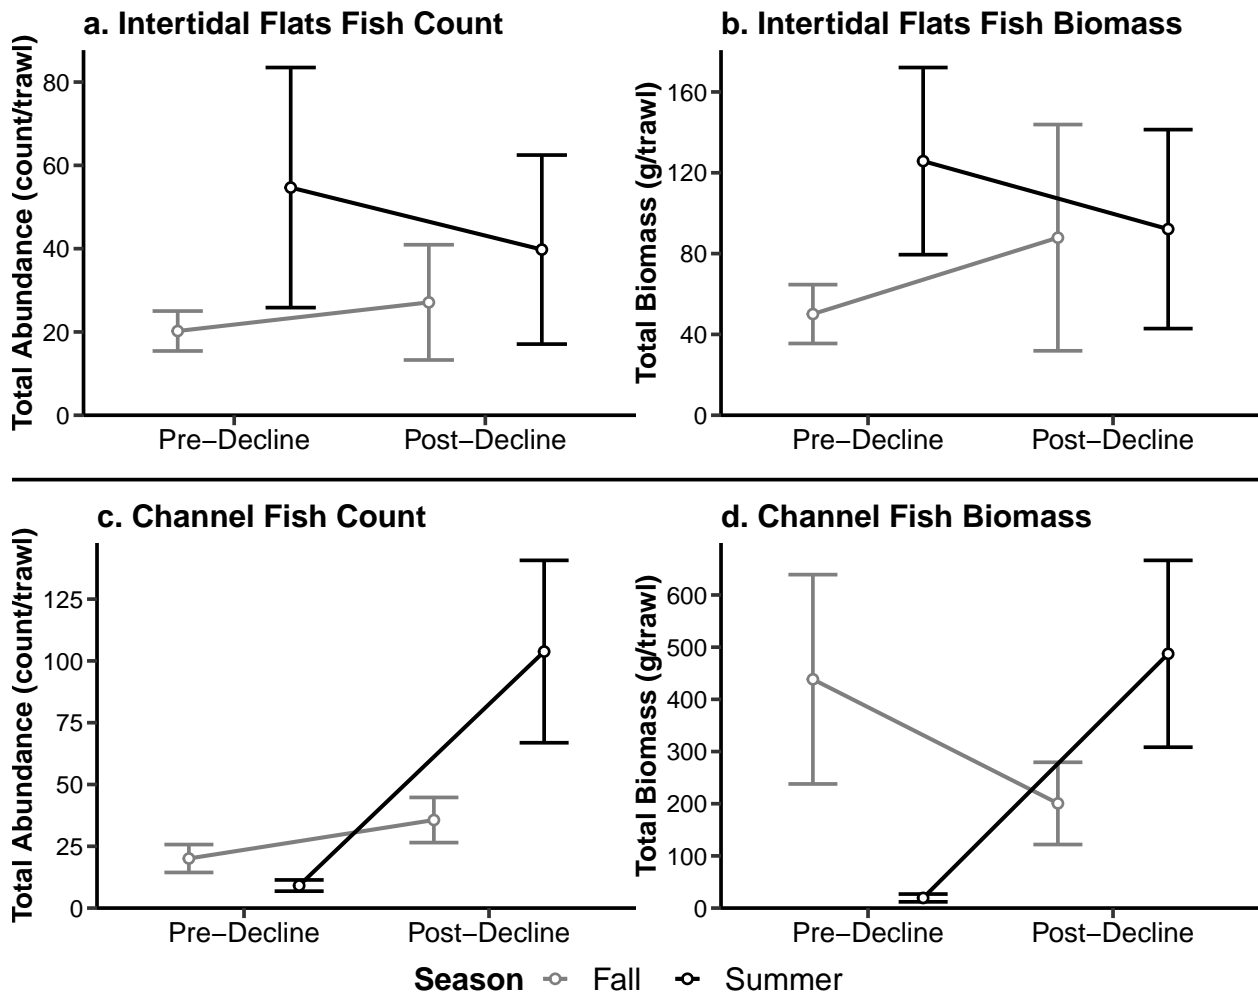 a. Intertidal Flats Fish Count
Total Abundance (count/trawl)
80
60
40
20
0
Pre−Decline Post−Decline
b. Intertidal Flats Fish Biomass
Total Biomass (g/trawl)
160
120
80
40
0
Pre−Decline Post−Decline
c. Channel Fish Count
Total Abundance (count/trawl)
125
100
75
50
25
0
Pre−Decline Post−Decline
d. Channel Fish Biomass
Total Biomass (g/trawl)
600
500
400
300
200
100
0
Pre−Decline Post−Decline
Season Fall Summer